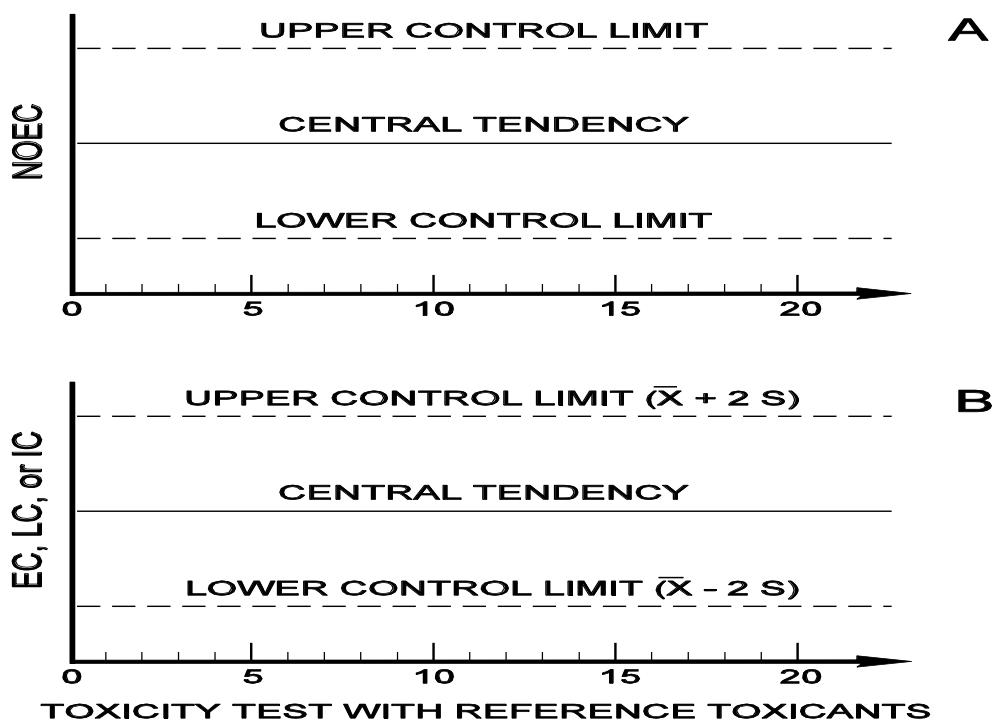 UPPER CONTROL LIMIT
A
CENTRAL TENDENCY
NOEC
LOWER CONTROL LIMIT
0 5 10 15 20
UPPER CONTROL LIMIT (X̅ + 2 S)
B
CENTRAL TENDENCY
EC, LC, or IC
LOWER CONTROL LIMIT (X̅ - 2 S)
0 5 10 15 20
TOXICITY TEST WITH REFERENCE TOXICANTS